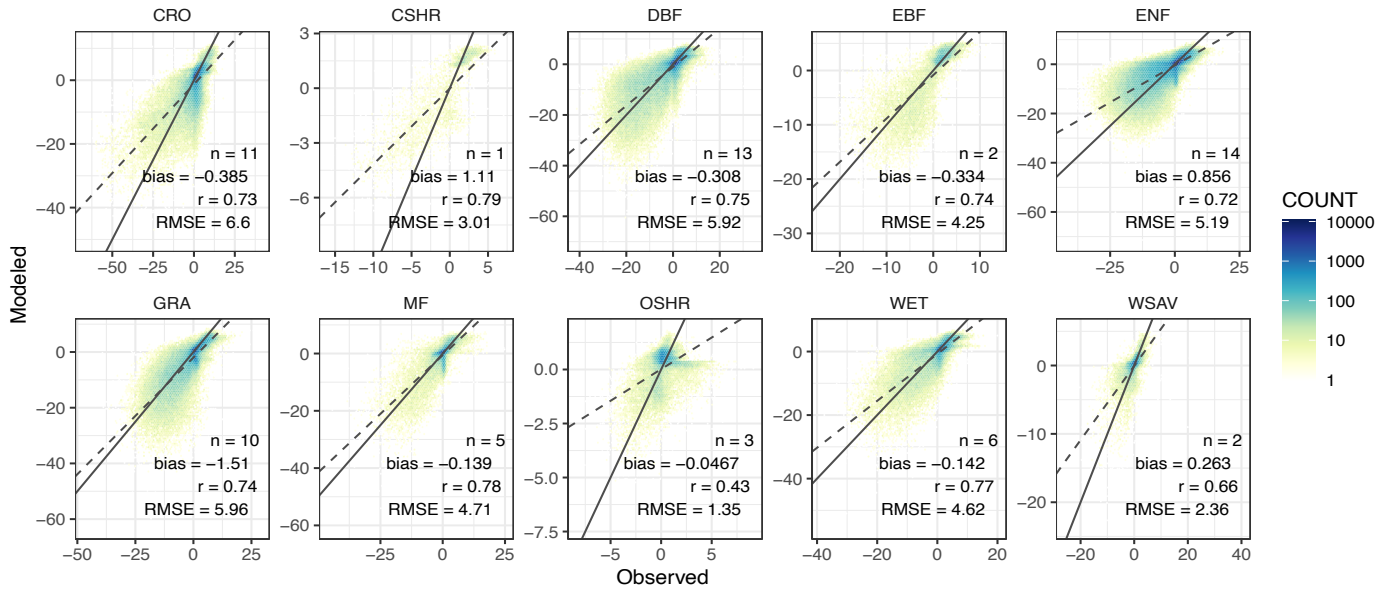 CRO
CSHR
DBF
EBF
ENF
0
−20
−40
n = 11
bias = −0.385
r = 0.73
RMSE = 6.6
−50
−25
0
25
3
0
−3
−6
n = 1
bias = 1.11
r = 0.79
RMSE = 3.01
−15
−10
−5
0
5
0
−20
−40
−60
n = 13
bias = −0.308
r = 0.75
RMSE = 5.92
−40
−20
0
20
0
−10
−20
−30
n = 2
bias = −0.334
r = 0.74
RMSE = 4.25
−20
−10
0
10
0
−20
−40
−60
n = 14
bias = 0.856
r = 0.72
RMSE = 5.19
−25
0
25
Modeled
COUNT
10000
1000
100
10
1
GRA
MF
OSHR
WET
WSAV
0
−20
−40
−60
n = 10
bias = −1.51
r = 0.74
RMSE = 5.96
−50
−25
0
25
0
−20
−40
−60
n = 5
bias = −0.139
r = 0.78
RMSE = 4.71
−25
0
25
0.0
−2.5
−5.0
−7.5
n = 3
bias = −0.0467
r = 0.43
RMSE = 1.35
−5
0
5
0
−20
−40
n = 6
bias = −0.142
r = 0.77
RMSE = 4.62
−40
−20
0
20
0
−10
−20
n = 2
bias = 0.263
r = 0.66
RMSE = 2.36
−20
0
20
40
Observed